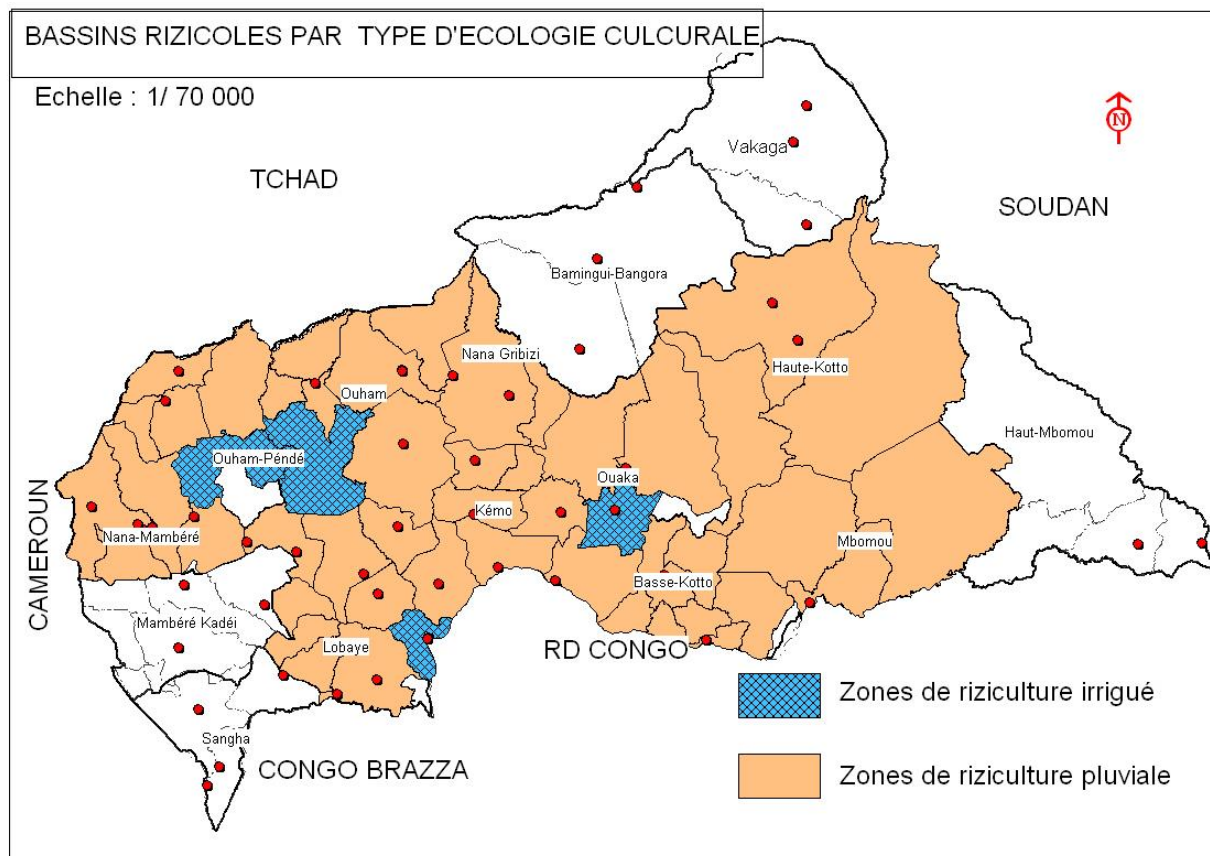 BASSINS RIZICOLES PAR TYPE D'ECOLOGIE CULCURALE
Echelle : 1/ 70 000
N
Vakaga
TCHAD
SOUDAN
Bamingui-Bangora
Nana Gribizi
Haute-Kotto
Ouham
Haut-Mbomou
Ouham-Péndé
Ouaka
CAMEROUN
Kémo
Nana-Mambéré
Mbomou
Basse-Kotto
Mambéré Kadéi
Lobaye
RD CONGO
Zones de riziculture irrigué
Sangha
CONGO BRAZZA
Zones de riziculture pluviale